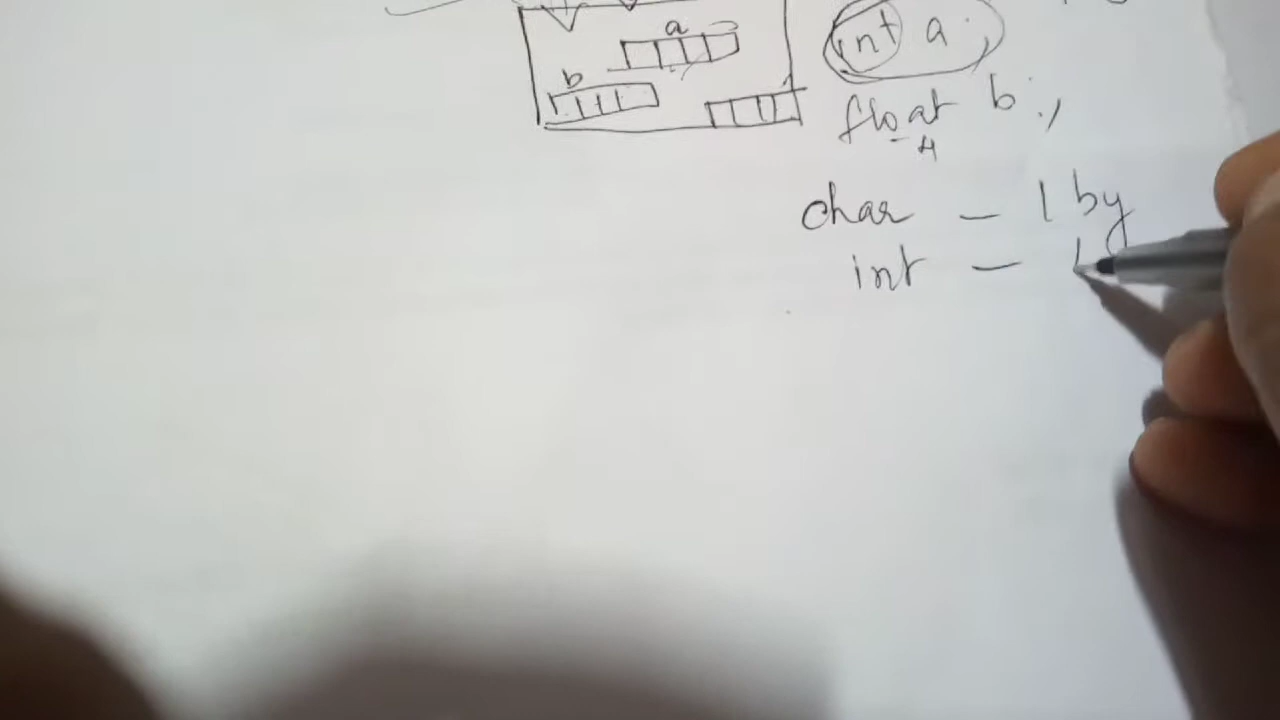 a
int a;
b
float b;
4
char - 1 by
int -